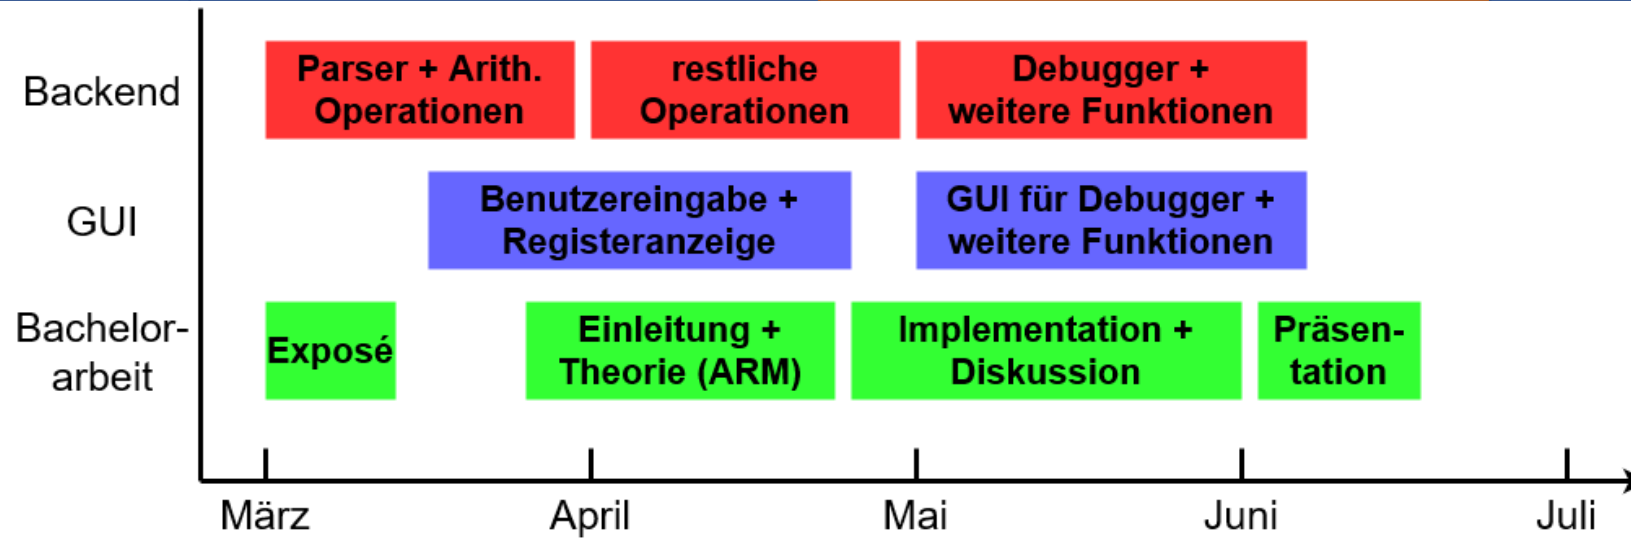 Backend
Parser + Arith.
Operationen
restliche
Operationen
Debugger +
weitere Funktionen
GUI
Benutzereingabe +
Registeranzeige
GUI für Debugger +
weitere Funktionen
Bachelor-
arbeit
Exposé
Einleitung +
Theorie (ARM)
Implementation +
Diskussion
Präsen-
tation
März
April
Mai
Juni
Juli